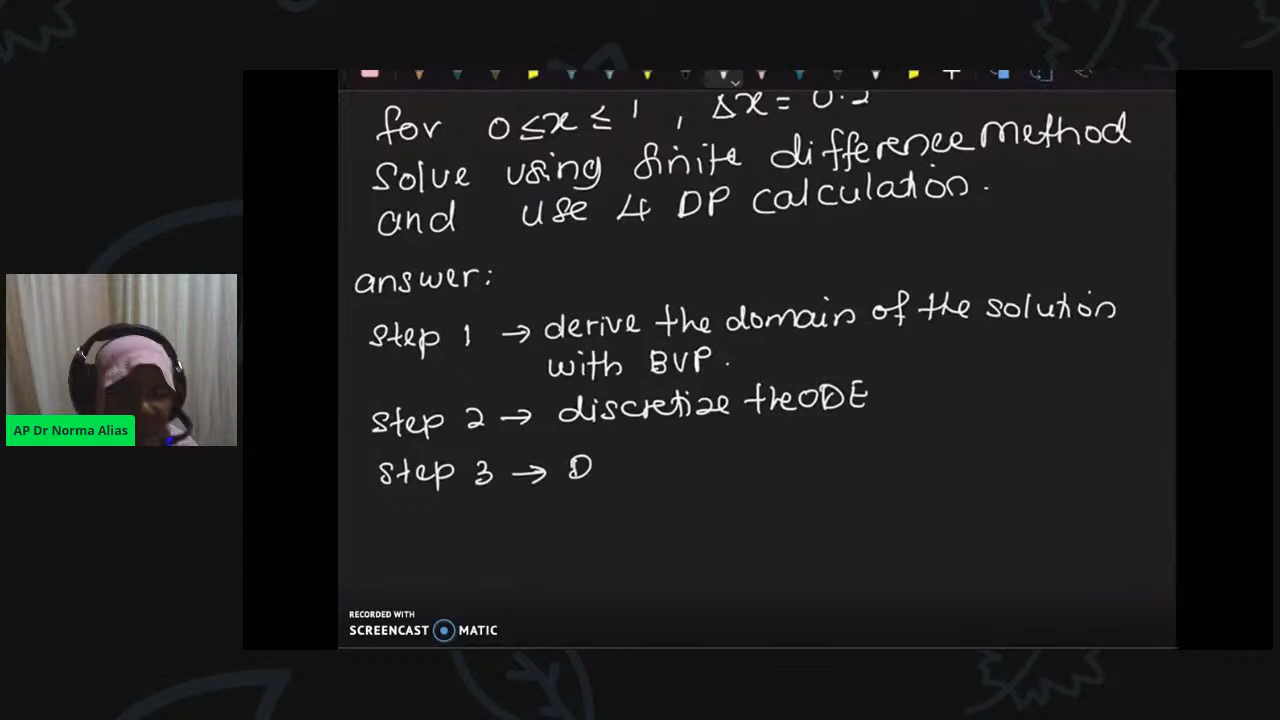 for 0≤x≤1, Δx = 0.2
solve using finite difference method
and use 4 DP calculation.
answer:
step 1 → derive the domain of the solution
with BVP.
step 2 → discretize the ODE
step 3 → D
AP Dr Norma Alias
RECORDED WITH
SCREENCAST MATIC